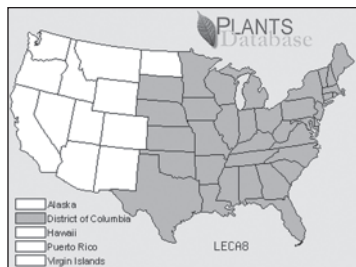 PLANTS
Database
Alaska
District of Columbia
Hawaii
Puerto Rico
Virgin Islands
LECA8